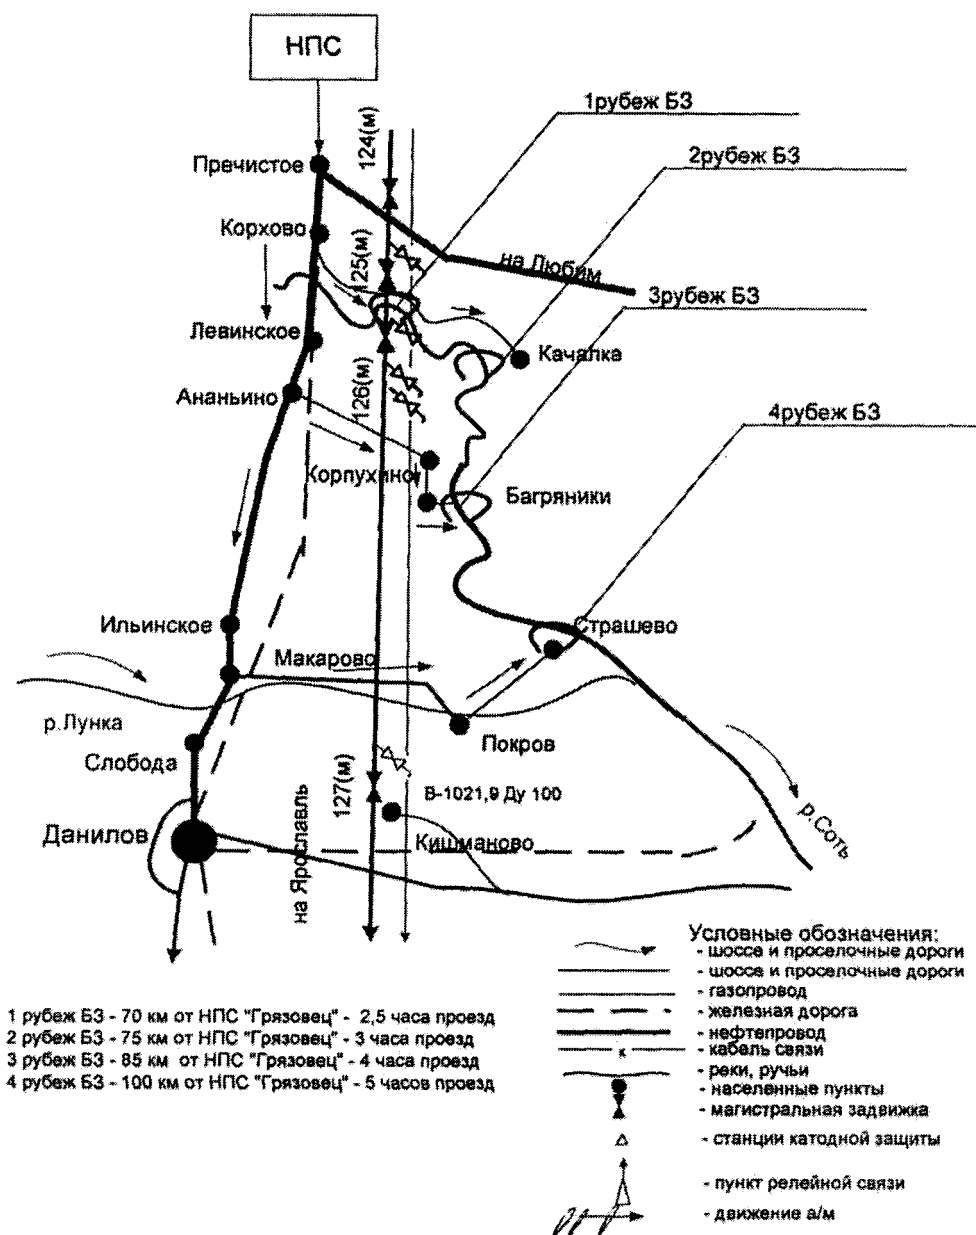 НПС
1рубеж БЗ
124(м)
2рубеж БЗ
Пречистое
Корхово
на Любим
125(м)
3рубеж БЗ
Левинское
Качалка
Ананьино
126(м)
4рубеж БЗ
Корпухино
Багряники
Ильинское
Страшево
Макарово
р.Лунка
Покров
Слобода
127(м)
В-1021,9 Ду 100
Данилов
Кишманово
р.Соть
на Ярославль
Условные обозначения:
- шоссе и проселочные дороги
- шоссе и проселочные дороги
- газопровод
- железная дорога
- нефтепровод
к - кабель связи
- реки, ручьи
- населенные пункты
- магистральная задвижка
- станции катодной защиты
- пункт релейной связи
- движение а/м
1 рубеж БЗ - 70 км от НПС "Грязовец" - 2,5 часа проезд
2 рубеж БЗ - 75 км от НПС "Грязовец" - 3 часа проезд
3 рубеж БЗ - 85 км от НПС "Грязовец" - 4 часа проезд
4 рубеж БЗ - 100 км от НПС "Грязовец" - 5 часов проезд